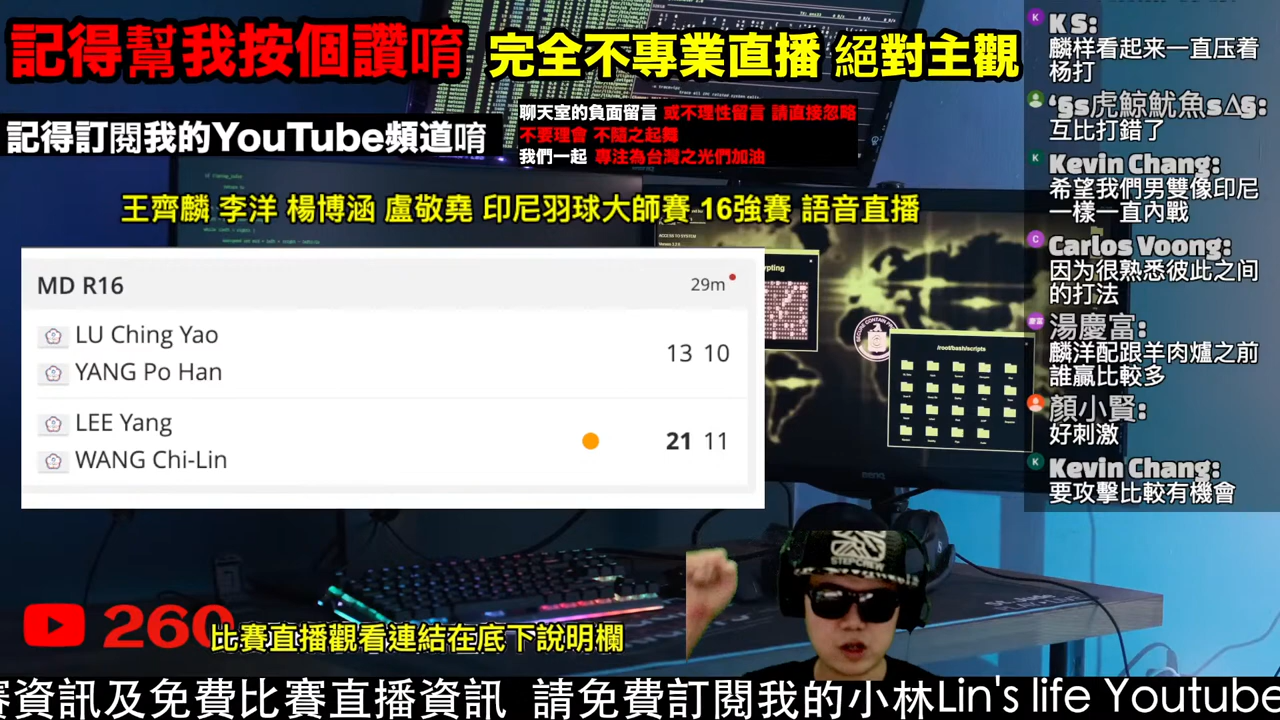 記得幫我按個讚唷
完全不專業直播 絕對主觀
聊天室的負面留言 或不理性留言 請直接忽略
不要理會 不隨之起舞
我們一起 專注為台灣之光們加油
記得訂閱我的YouTube頻道唷
王齊麟 李洋 楊博涵 盧敬堯 印尼羽球大師賽 16強賽 語音直播
MD R16
29m
LU Ching Yao
YANG Po Han
13 10
LEE Yang
WANG Chi-Lin
21 11
K S:
麟样看起来一直压着
杨打
‘§s虎鯨魷魚s∆§:
互比打錯了
Kevin Chang:
希望我們男雙像印尼
一樣一直內戰
Carlos Voong:
因为很熟悉彼此之间
的打法
湯慶富:
麟洋配跟羊肉爐之前
誰贏比較多
顏小賢:
好刺激
Kevin Chang:
要攻擊比較有機會
/root/bash/scripts
BENQ
STEPCREW
260
比賽直播觀看連結在底下說明欄
賽資訊及免費比賽直播資訊 請免費訂閱我的小林Lin's life Youtube